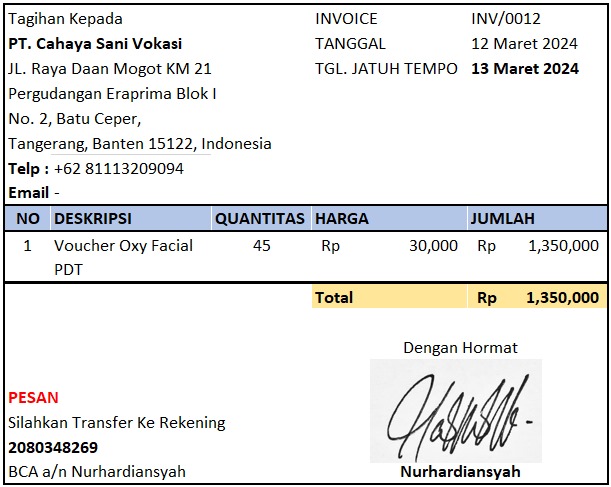 Tagihan Kepada INVOICE INV/0012
PT. Cahaya Sani Vokasi TANGGAL 12 Maret 2024
JL. Raya Daan Mogot KM 21 TGL. JATUH TEMPO 13 Maret 2024
Pergudangan Eraprima Blok I
No. 2, Batu Ceper,
Tangerang, Banten 15122, Indonesia
Telp : +62 81113209094
Email -
NO DESKRIPSI QUANTITAS HARGA JUMLAH
1 Voucher Oxy Facial 45 Rp 30,000 Rp 1,350,000
PDT
Total Rp 1,350,000
Dengan Hormat
PESAN
Silahkan Transfer Ke Rekening
2080348269
BCA a/n Nurhardiansyah Nurhardiansyah